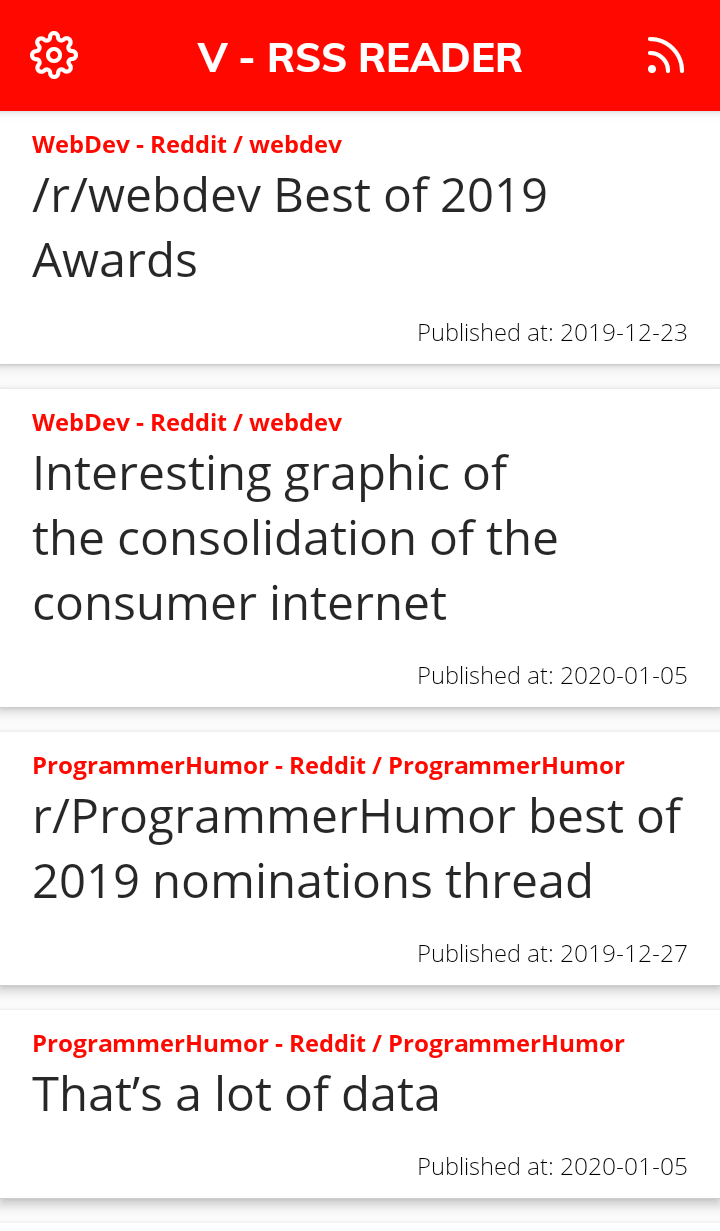 V - RSS READER
WebDev - Reddit / webdev
/r/webdev Best of 2019
Awards
Published at: 2019-12-23
WebDev - Reddit / webdev
Interesting graphic of
the consolidation of the
consumer internet
Published at: 2020-01-05
ProgrammerHumor - Reddit / ProgrammerHumor
r/ProgrammerHumor best of
2019 nominations thread
Published at: 2019-12-27
ProgrammerHumor - Reddit / ProgrammerHumor
That’s a lot of data
Published at: 2020-01-05